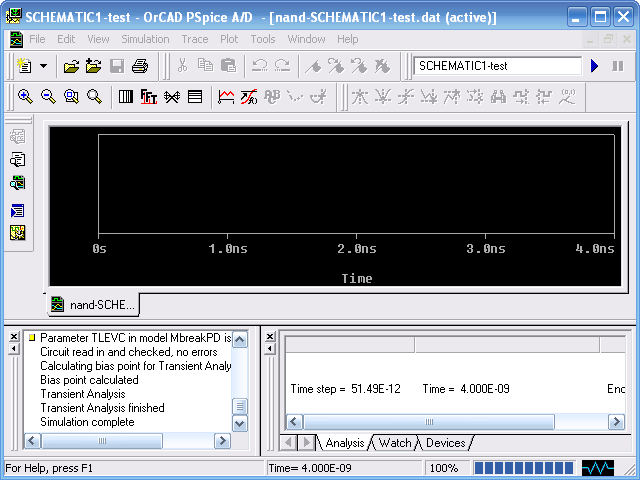 SCHEMATIC1-test - OrCAD PSpice A/D - [nand-SCHEMATIC1-test.dat (active)]
File Edit View Simulation Trace Plot Tools Window Help
SCHEMATIC1-test
0s 1.0ns 2.0ns 3.0ns 4.0ns
Time
nand-SCHE...
Parameter TLEVC in model MbreakPD is
Circuit read in and checked, no errors
Calculating bias point for Transient Analy
Bias point calculated
Transient Analysis
Transient Analysis finished
Simulation complete
Time step = 51.49E-12 Time = 4.000E-09 End
Analysis Watch Devices
For Help, press F1 Time= 4.000E-09 100%